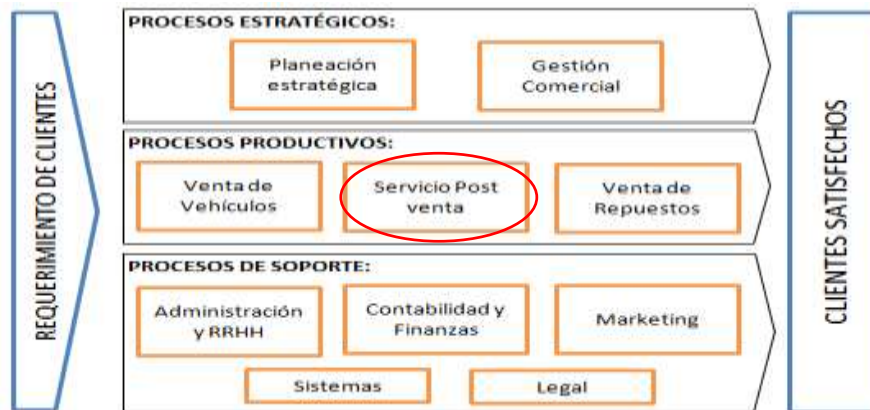 REQUERIMIENTO DE CLIENTES
PROCESOS ESTRATÉGICOS:
Planeación
estratégica
Gestión
Comercial
PROCESOS PRODUCTIVOS:
Venta de
Vehículos
Servicio Post
venta
Venta de
Repuestos
PROCESOS DE SOPORTE:
Administración
y RRHH
Contabilidad y
Finanzas
Marketing
Sistemas
Legal
CLIENTES SATISFECHOS